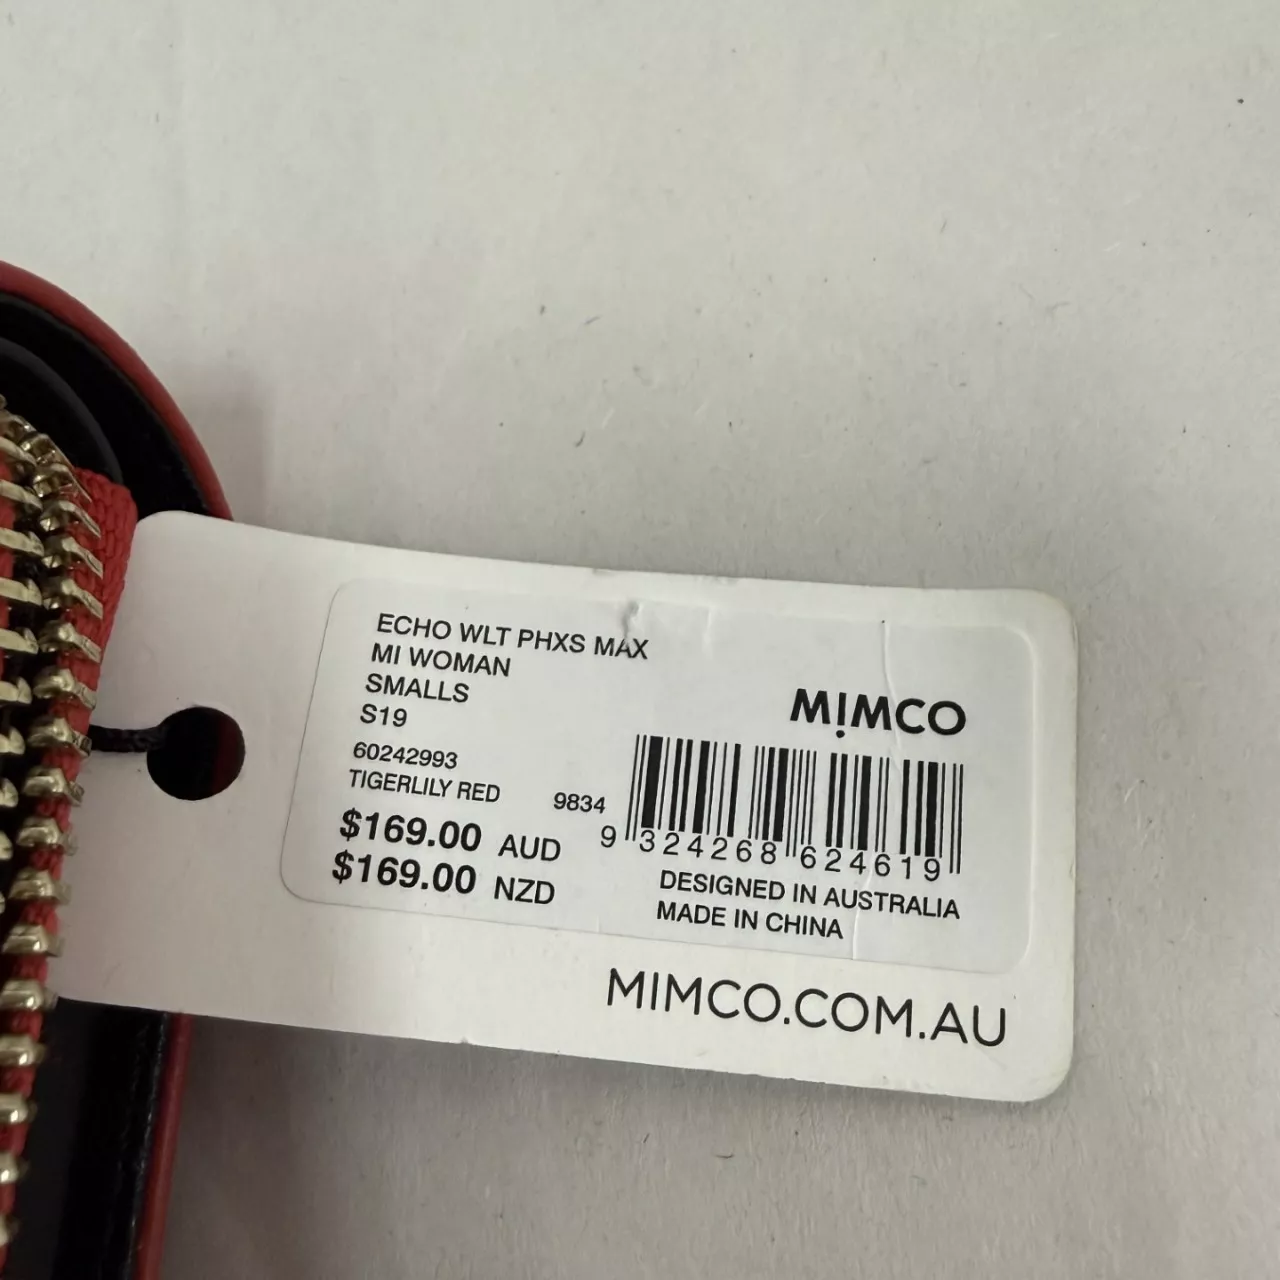 ECHO WLT PHXS MAX
MI WOMAN
SMALLS
S19
60242993
TIGERLILY RED
$169.00 AUD
$169.00 NZD
MIMCO
9834
9 324268 624619
DESIGNED IN AUSTRALIA
MADE IN CHINA
MIMCO.COM.AU